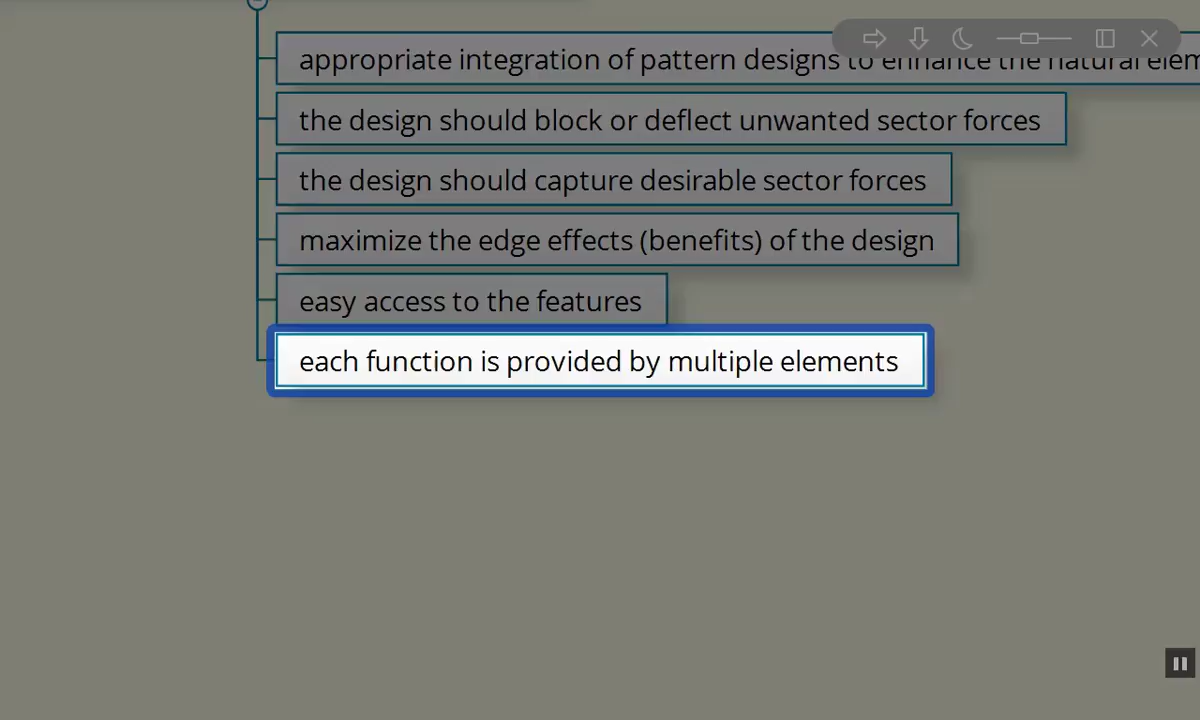 appropriate integration of pattern designs to enhance the natural
the design should block or deflect unwanted sector forces
the design should capture desirable sector forces
maximize the edge effects (benefits) of the design
easy access to the features
each function is provided by multiple elements